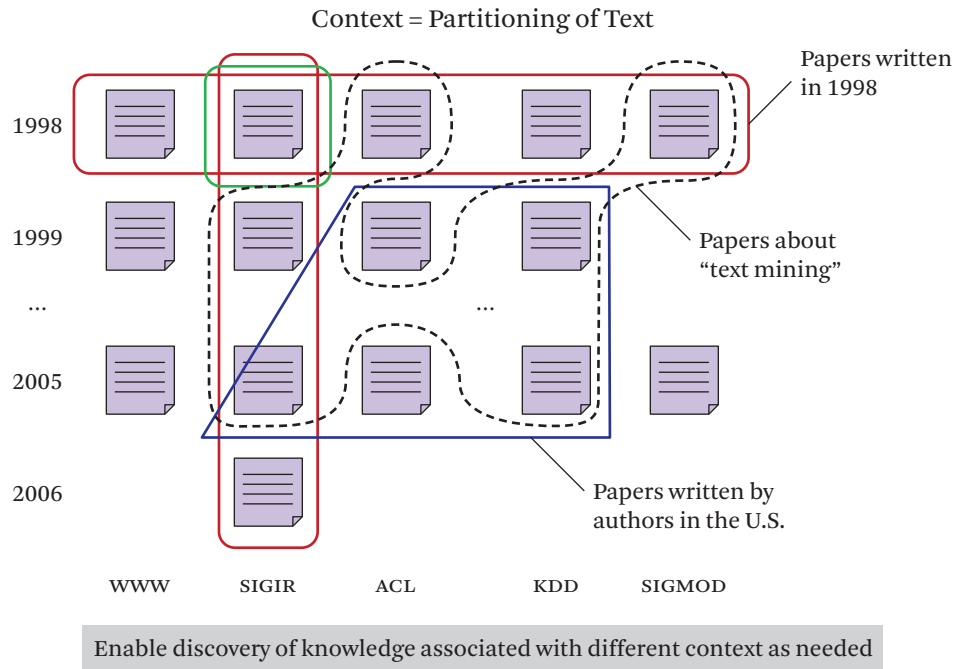 Context = Partitioning of Text
Papers written
in 1998
1998
1999
Papers about
“text mining”
...
...
2005
2006
Papers written by
authors in the U.S.
WWW SIGIR ACL KDD SIGMOD
Enable discovery of knowledge associated with different context as needed